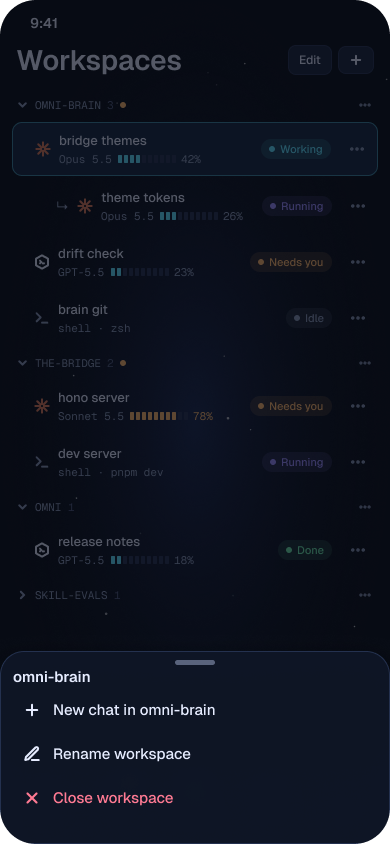 9:41
Workspaces
Edit
OMNI-BRAIN 3
bridge themes
Working
Opus 5.5 42%
theme tokens
Running
Opus 5.5 26%
drift check
Needs you
GPT-5.5 23%
brain git
Idle
shell · zsh
THE-BRIDGE 2
hono server
Needs you
Sonnet 5.5 78%
dev server
Running
shell · pnpm dev
OMNI 1
release notes
Done
GPT-5.5 18%
SKILL-EVALS 1
omni-brain
New chat in omni-brain
Rename workspace
Close workspace